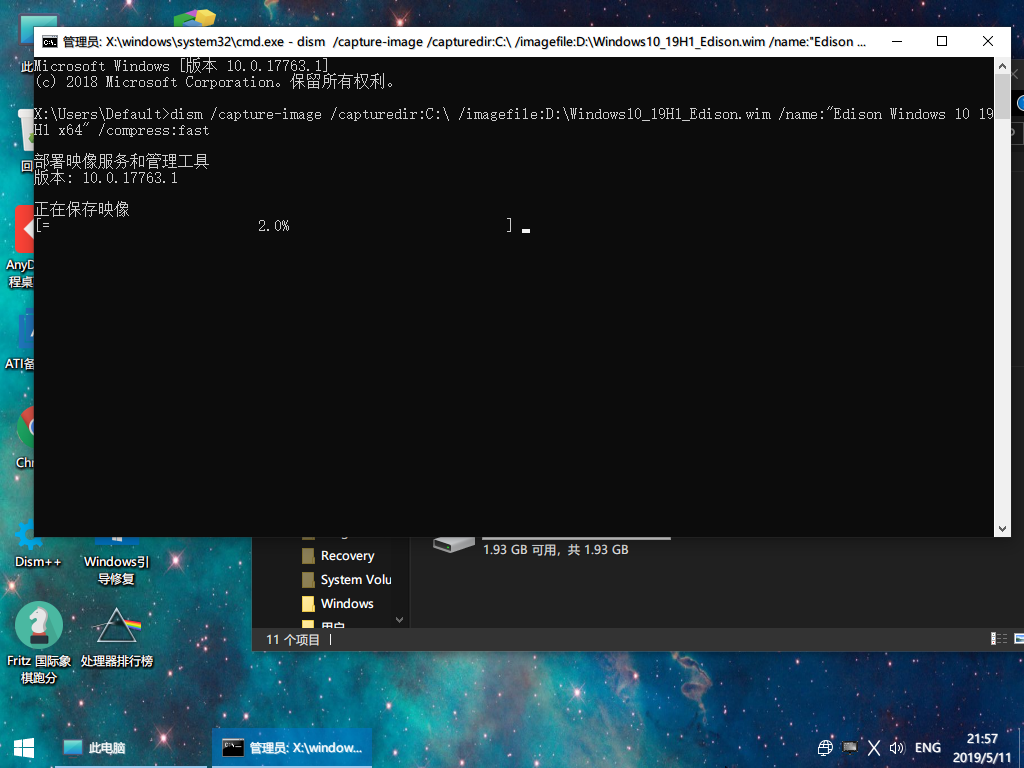 管理员: X:\windows\system32\cmd.exe - dism  /capture-image /capturedir:C:\ /imagefile:D:\Windows10_19H1_Edison.wim /name:"Edison ...
Microsoft Windows [版本 10.0.17763.1]
(c) 2018 Microsoft Corporation。保留所有权利。
X:\Users\Default>dism /capture-image /capturedir:C:\ /imagefile:D:\Windows10_19H1_Edison.wim /name:"Edison Windows 10 19
H1 x64" /compress:fast
部署映像服务和管理工具
版本: 10.0.17763.1
正在保存映像
[= 2.0% ]
此
回
AnyD
程桌
ATI备
Chr
Dism++
Windows引
导修复
Fritz 国际象
棋跑分
处理器排行榜
Recovery
System Volu
Windows
用户
1.93 GB 可用，共 1.93 GB
11 个项目
此电脑
管理员: X:\window...
ENG
21:57
2019/5/11